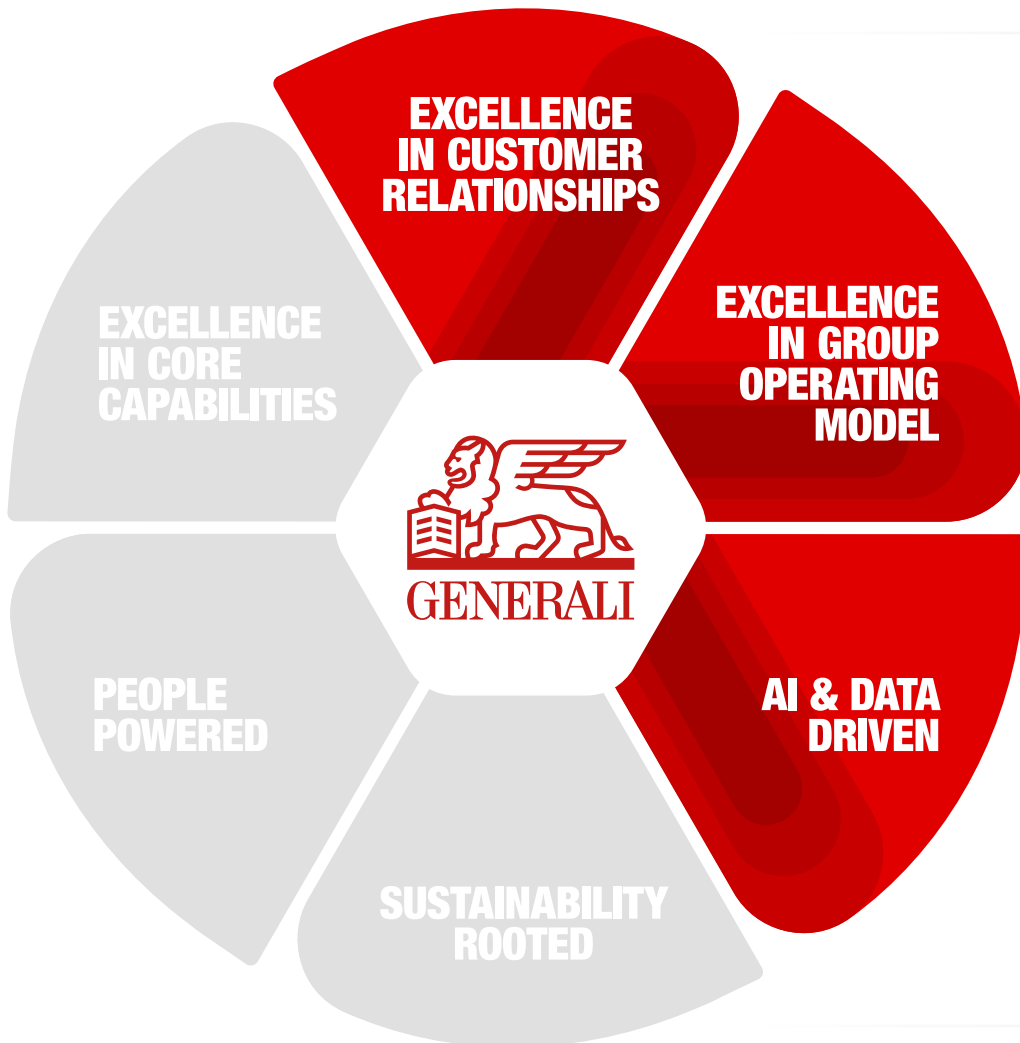 EXCELLENCE
IN CUSTOMER
RELATIONSHIPS
EXCELLENCE
IN GROUP
OPERATING
MODEL
AI & DATA
DRIVEN
SUSTAINABILITY
ROOTED
PEOPLE
POWERED
EXCELLENCE
IN CORE
CAPABILITIES
GENERALI